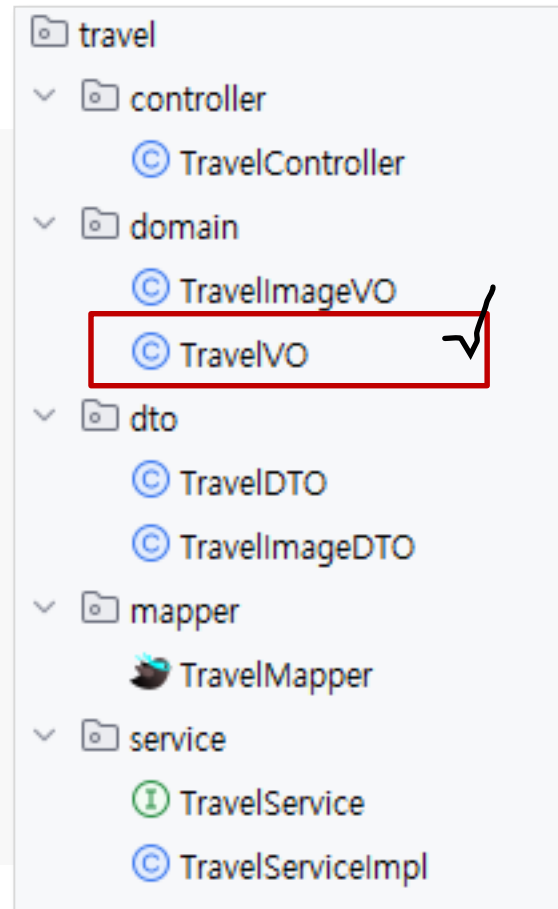 travel
controller
TravelController
domain
TravelImageVO
TravelVO
dto
TravelDTO
TravelImageDTO
mapper
TravelMapper
service
TravelService
TravelServiceImpl